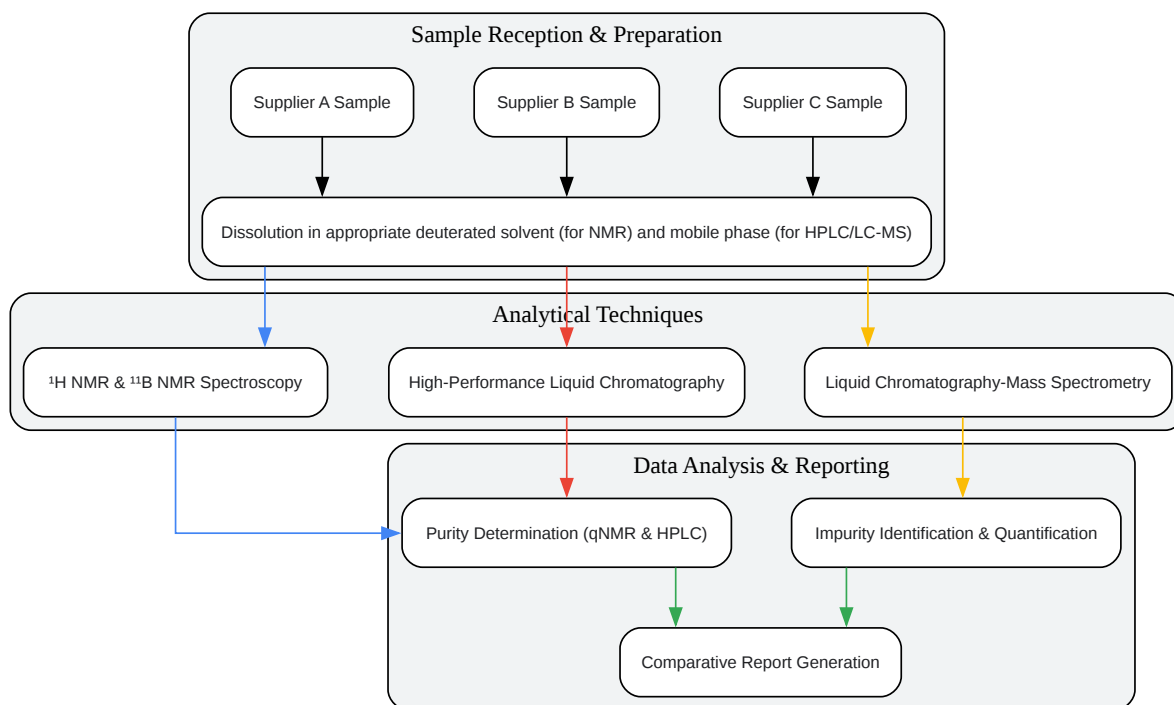 Sample Reception & Preparation
Supplier A Sample
Supplier B Sample
Supplier C Sample
Dissolution in appropriate deuterated solvent (for NMR) and mobile phase (for HPLC/LC-MS)
Analytical Techniques
¹H NMR & ¹¹B NMR Spectroscopy
High-Performance Liquid Chromatography
Liquid Chromatography-Mass Spectrometry
Data Analysis & Reporting
Purity Determination (qNMR & HPLC)
Impurity Identification & Quantification
Comparative Report Generation